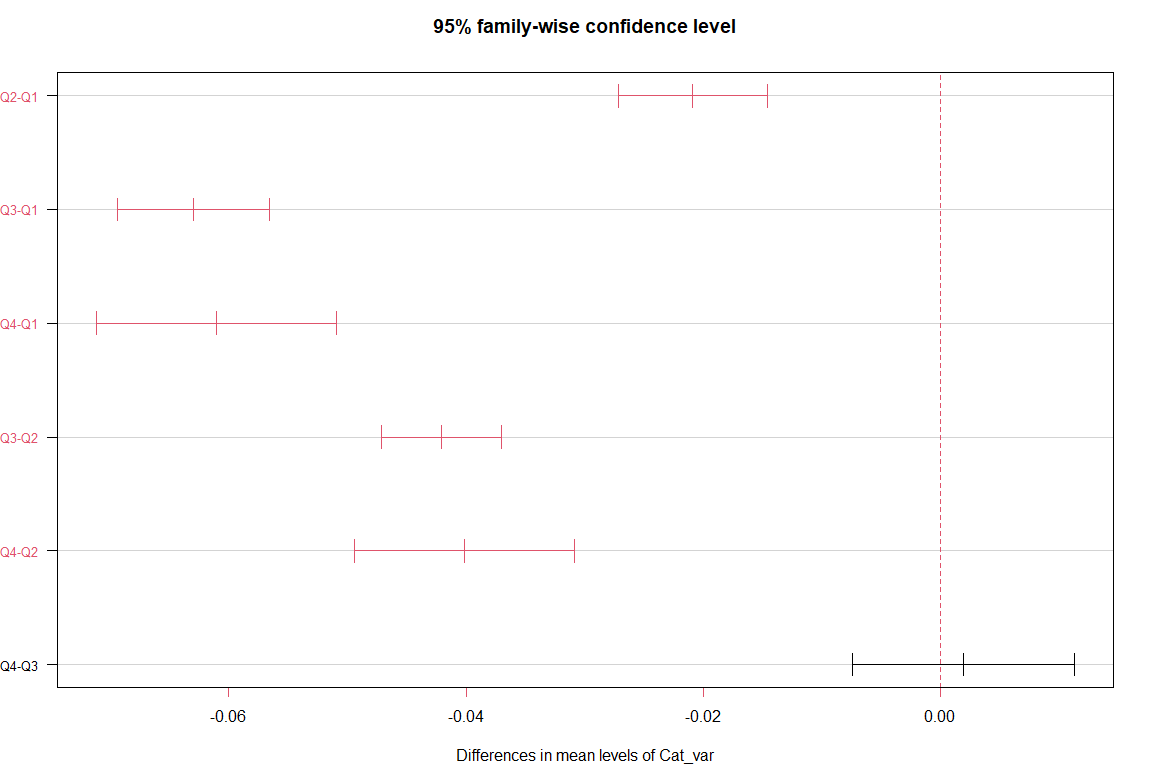 95% family-wise confidence level
Q2-Q1
Q3-Q1
Q4-Q1
Q3-Q2
Q4-Q2
Q4-Q3
-0.06 -0.04 -0.02 0.00
Differences in mean levels of Cat_var